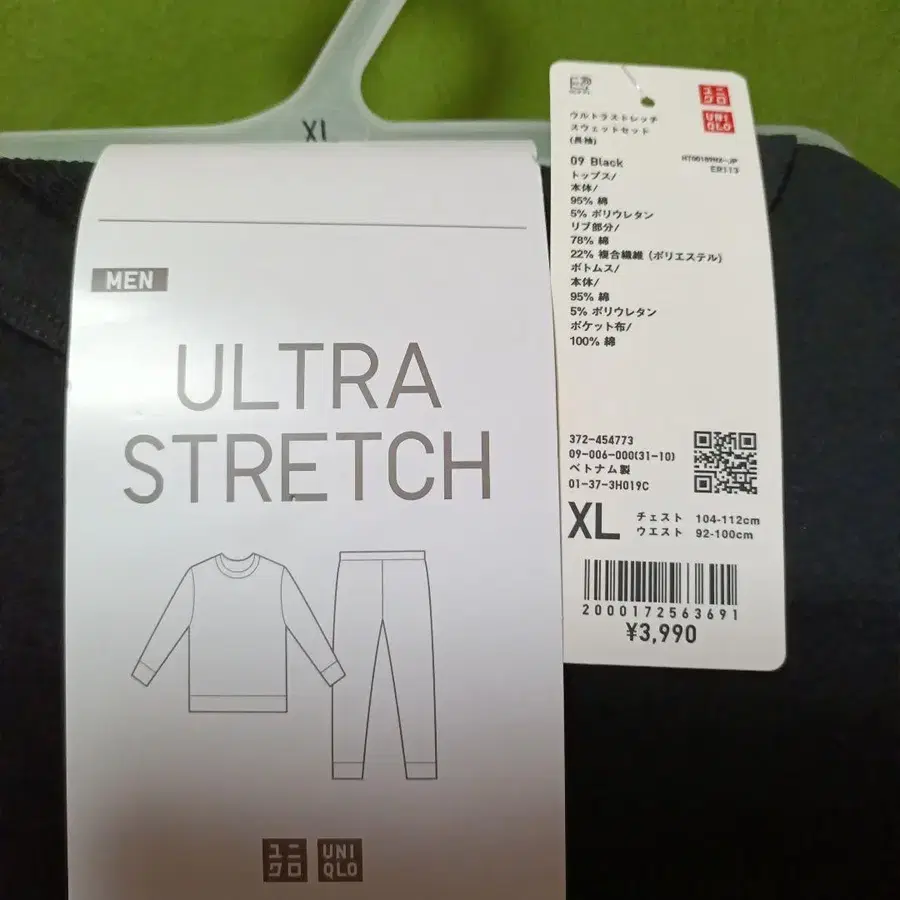 XL
MEN
ULTRA
STRETCH
ユニ
クロ
UNI
QLO
ユニ
クロ
UNI
QLO
ウルトラストレッチ
スウェットセット
(長袖)
09 Black
ER113
トップス/
本体/
95% 綿
5% ポリウレタン
リブ部分/
78% 綿
22% 複合繊維 (ポリエステル)
ボトムス/
本体/
95% 綿
5% ポリウレタン
ポケット布/
100% 綿
372-454773
09-006-000(31-10)
ベトナム製
01-37-3H019C
XL
チェスト 104-112cm
ウエスト 92-100cm
2000172563691
¥3,990